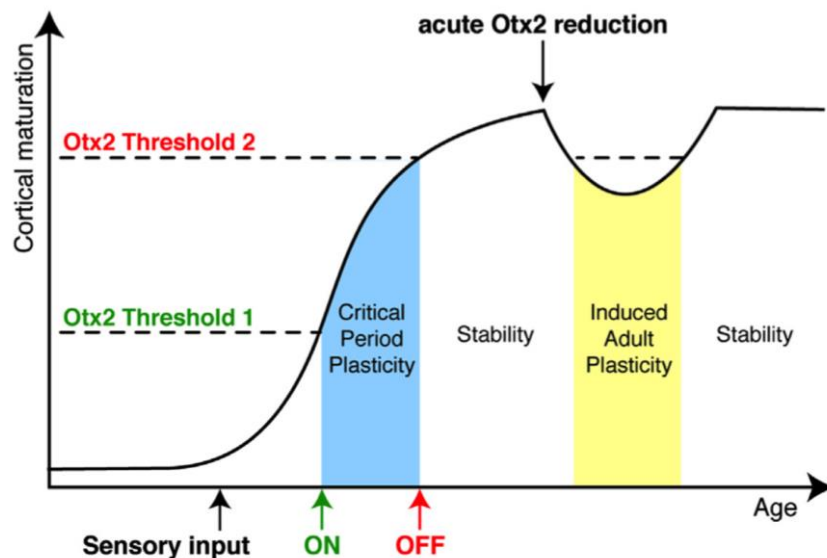 acute Otx2 reduction
Cortical maturation
Otx2 Threshold 2
Otx2 Threshold 1
Critical
Period
Plasticity
Stability
Induced
Adult
Plasticity
Stability
Age
Sensory input
ON
OFF